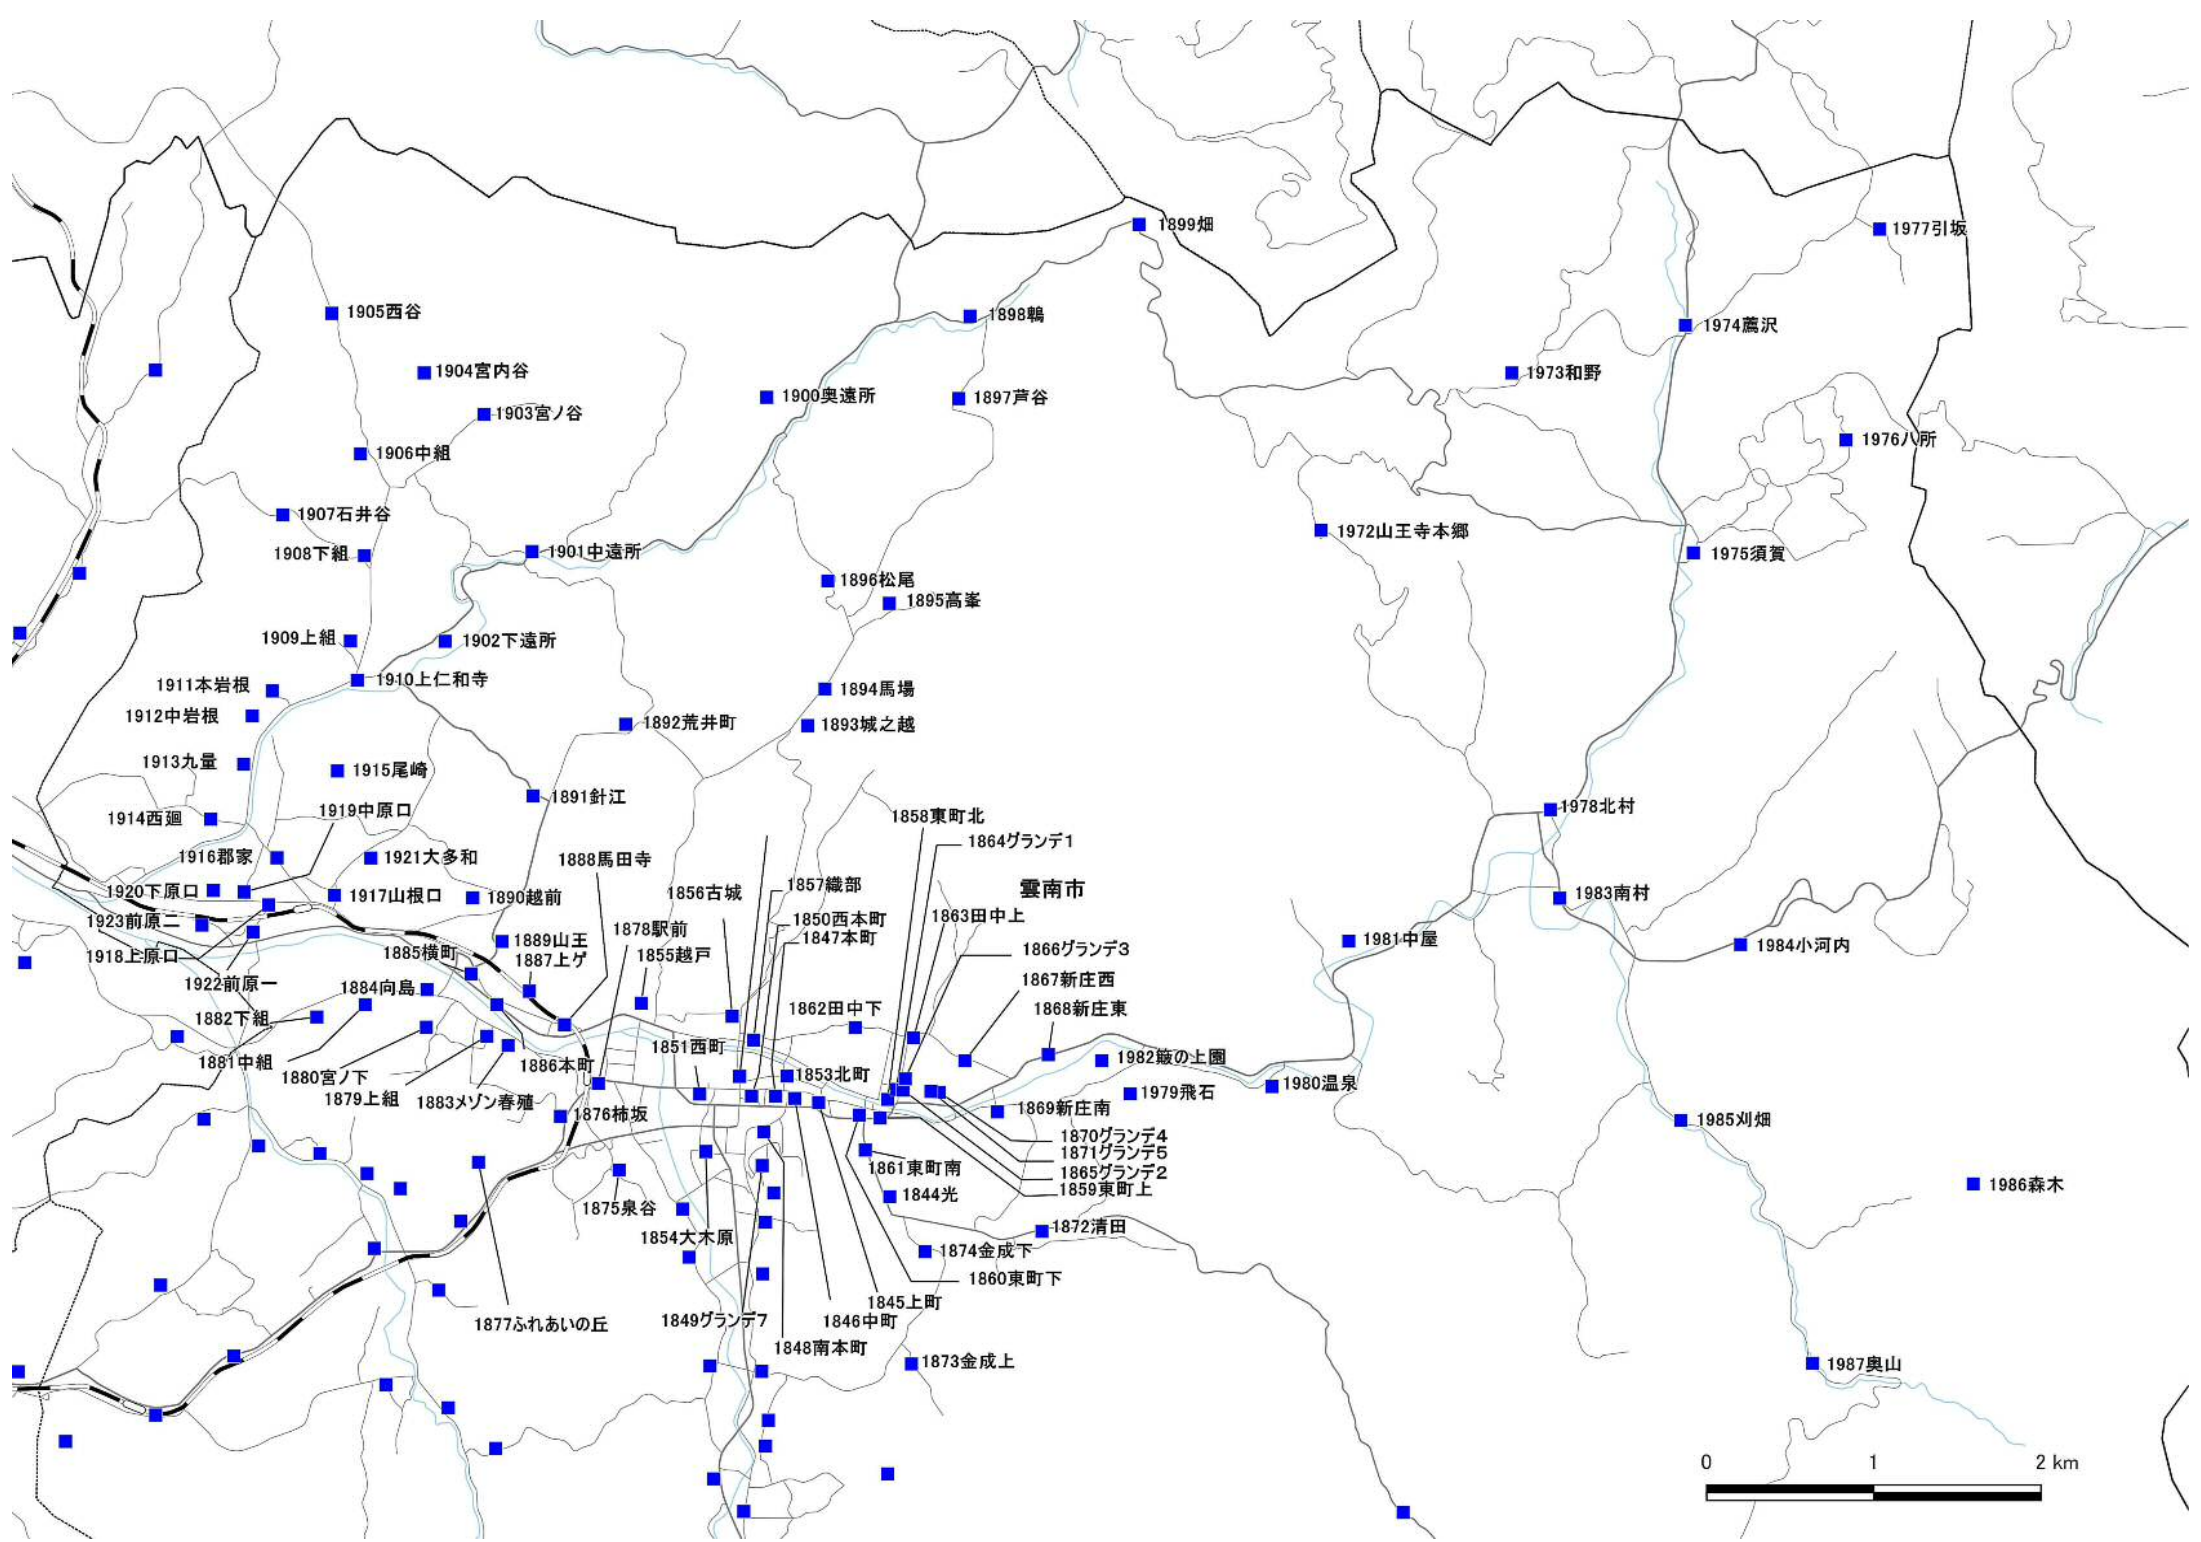 1899畑
1977引坂
1905西谷
1898鵯
1974薦沢
1904宮内谷
1973和野
1900奥遠所
1897芦谷
1903宮ノ谷
1976八所
1906中組
1907石井谷
1972山王寺本郷
1908下組
1901中遠所
1975須賀
1896松尾
1895高峯
1909上組
1902下遠所
1910上仁和寺
1911本岩根
1894馬場
1912中岩根
1892荒井町
1893城之越
1913九量
1915尾崎
1891針江
1978北村
1914西廻
1919中原口
1858東町北
1864グランデ1
1916郡家
1921大多和
1888馬田寺
1857織部
雲南市
1920下原口
1917山根口
1890越前
1856古城
1983南村
1923前原二
1878駅前
1850西本町
1863田中上
1889山王
1847本町
1981中屋
1984小河内
1918上原口
1885横町
1887上ゲ
1855越戸
1866グランデ3
1922前原一
1884向島
1867新庄西
1882下組
1862田中下
1868新庄東
1881中組
1886本町
1851西町
1982簸の上園
1880宮ノ下
1853北町
1980温泉
1879上組
1883メゾン春殖
1979飛石
1876柿坂
1869新庄南
1985刈畑
1870グランデ4
1871グランデ5
1861東町南
1865グランデ2
1986森木
1859東町上
1875泉谷
1844光
1854大木原
1872清田
1874金成下
1860東町下
1845上町
1877ふれあいの丘
1849グランデ7
1846中町
1848南本町
1873金成上
1987奥山
0 1 2 km